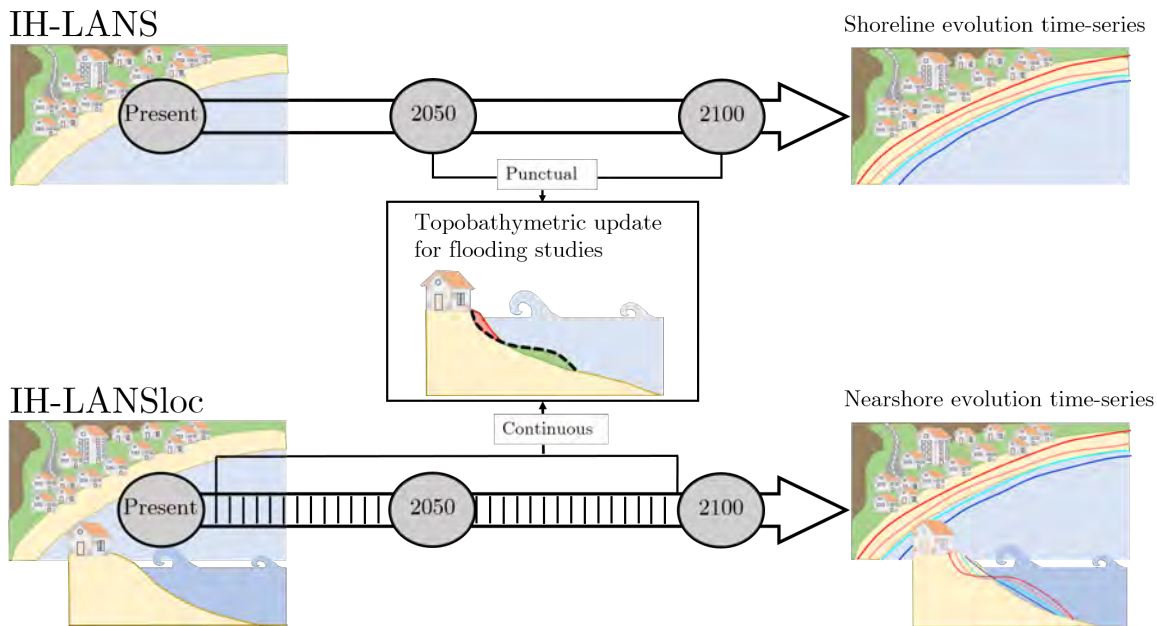 IH-LANS
Shoreline evolution time-series
Present
2050
2100
Punctual
Topobathymetric update
for flooding studies
IH-LANSloc
Nearshore evolution time-series
Continuous
Present
2050
2100